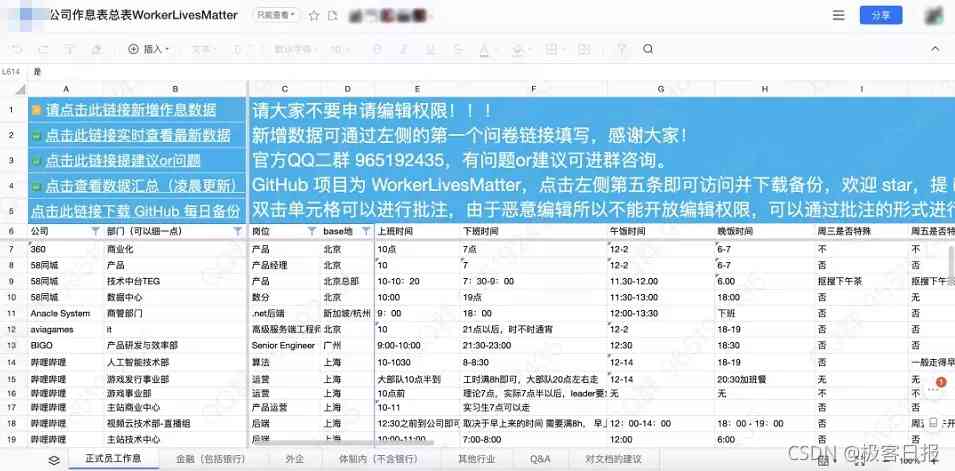 公司作息表总表WorkerLivesMatter 只能查看 分享
插入 文本 默认字体 10 B
L614 是
A B C D E F G H I
1 请点击此链接新增作息数据 请大家不要申请编辑权限！！！
2 点击此链接实时查看最新数据 新增数据可通过左侧的第一个问卷链接填写，感谢大家！
3 点击此链接提建议or问题 官方QQ二群 965192435，有问题or建议可进群咨询。
4 点击查看数据汇总（凌晨更新） GitHub 项目为 WorkerLivesMatter，点击左侧第五条即可访问并下载备份，欢迎 star，提
5 点击此链接下载 GitHub 每日备份 双击单元格可以进行批注，由于恶意编辑所以不能开放编辑权限，可以通过批注的形式进行
6 公司 部门（可以细一点） 岗位 base地 上班时间 下班时间 午饭时间 晚饭时间 周三是否特殊 周五是否特
7 360 商业化 产品 北京 10点 7点 12-2 6-7 不 不
8 58同城 产品 产品经理 北京 10 7 12-2 6-7 否 否
9 58同城 技术中台TEG 产品 北京总部 10-10：20 7：30-9：00 11.30-12.00 6.00 抠搜下午茶 抠搜下午
10 58同城 数据中心 数分 北京 10:00 19点 11:30-13:00 18:00 否 无
11 Anacle System 商管部门 .net后端 新加坡/杭州 9：00 18：00 12:00-13:30 下班 否 否
12 aviagames it 高级服务端工程师 北京 10 21点以后，时不时通宵 12-2 18-19 否 否
13 BIGO 产品研发与效率部 Senior Engineer 广州 9:00-10:00 21:30-23:00 12:30 18:30 否 否
14 哔哩哔哩 人工智能技术部 算法 上海 10-1030 8-8:30 12-14 18-19 否 一般走得早
15 哔哩哔哩 游戏发行事业部 运营 上海 大部队10点半到 工时满8h即可，大部队20点左右走 12-14 20:30加班餐 无 无
16 哔哩哔哩 游戏事业部 运营 上海 10点前 理论7点，实际7点半以后，leader要 无 无 不 不
17 哔哩哔哩 主站商业中心 产品运营 上海 10-11 实习生7点可以走 否 否
18 哔哩哔哩 视频云技术部-直播组 后端 上海 12:30之前到公司即可 取决于早上来的时间 需要满8h，早 12：00-14：00 18：00 - 19：00 否
19 哔哩哔哩 主站技术中心 后端 上海 10:00-11:00 7:00-8:00 12:00 6:00 否 否
正式员工作息 金融（包括银行） 外企 体制内（不含银行） 其他行业 Q&A 对文档的建议
CSDN @极客日报